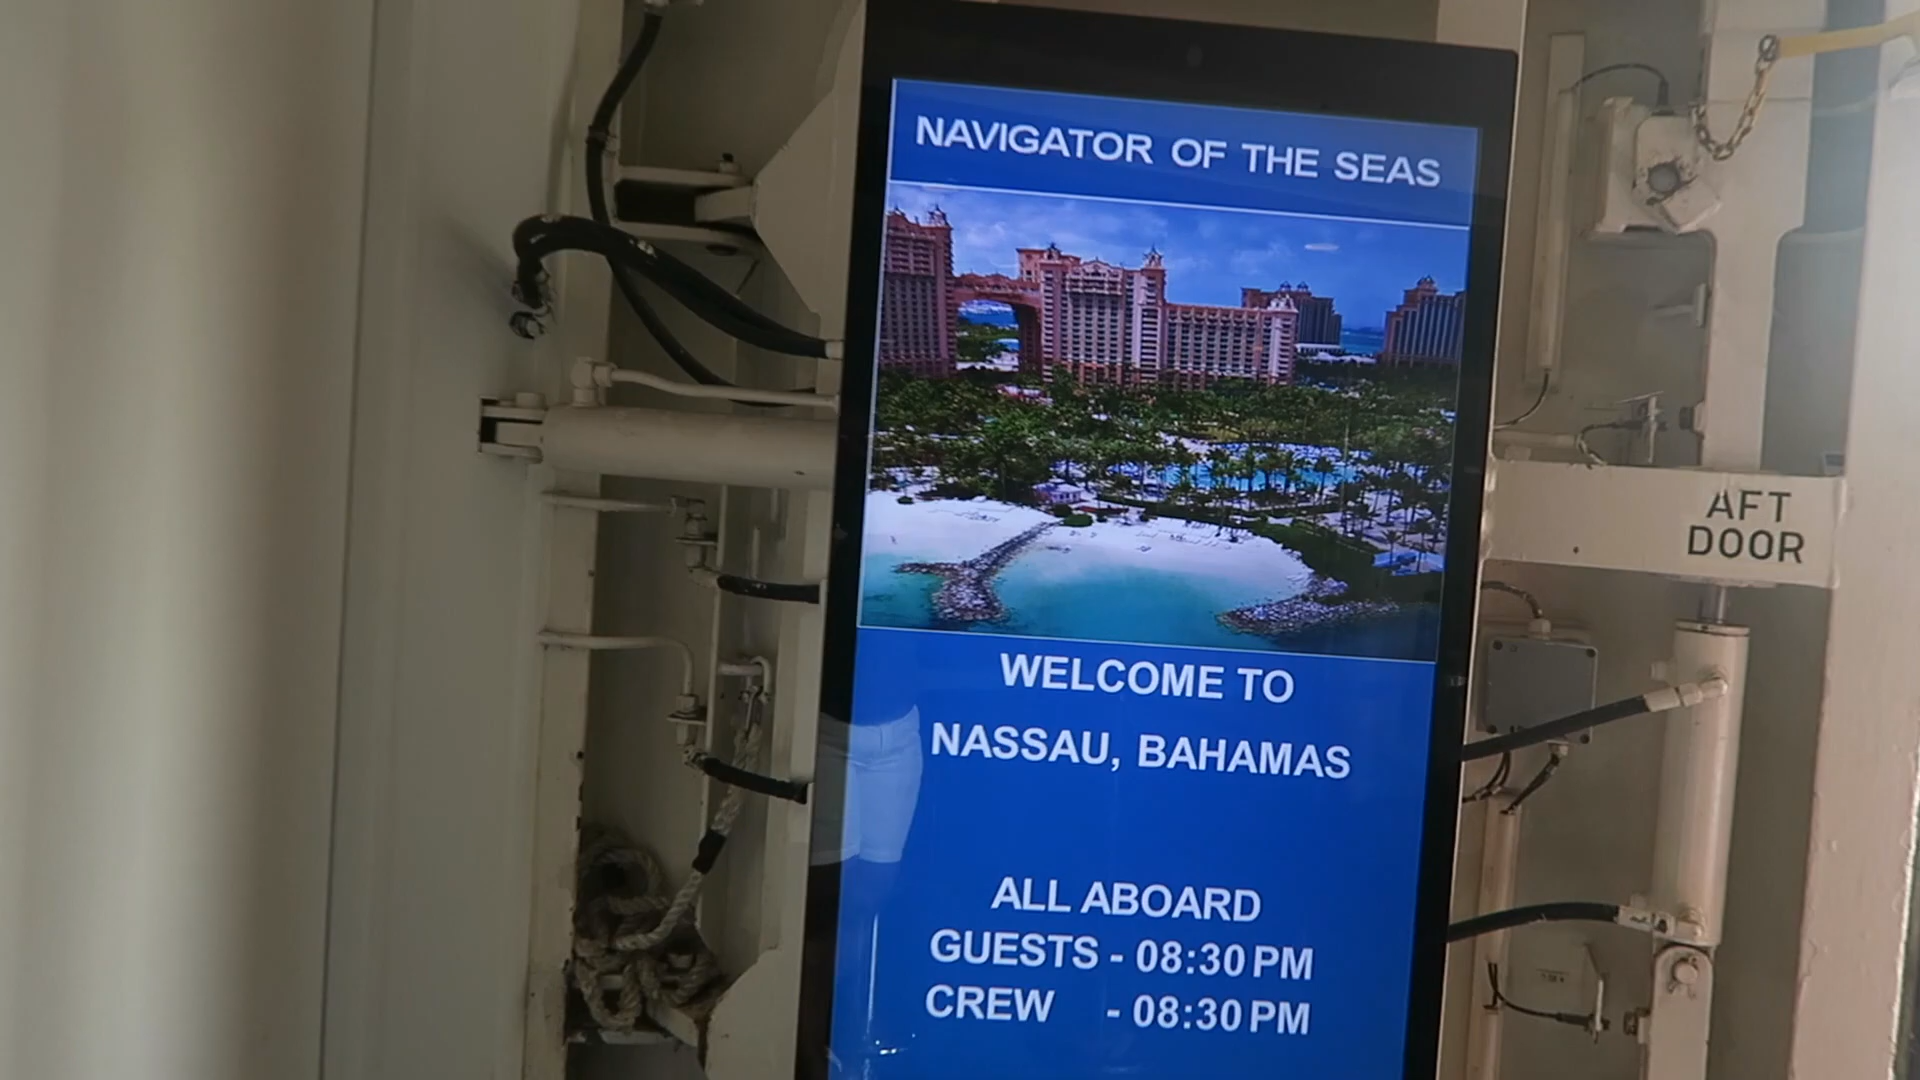 NAVIGATOR OF THE SEAS
WELCOME TO
NASSAU, BAHAMAS
ALL ABOARD
GUESTS - 08:30 PM
CREW - 08:30 PM
AFT
DOOR